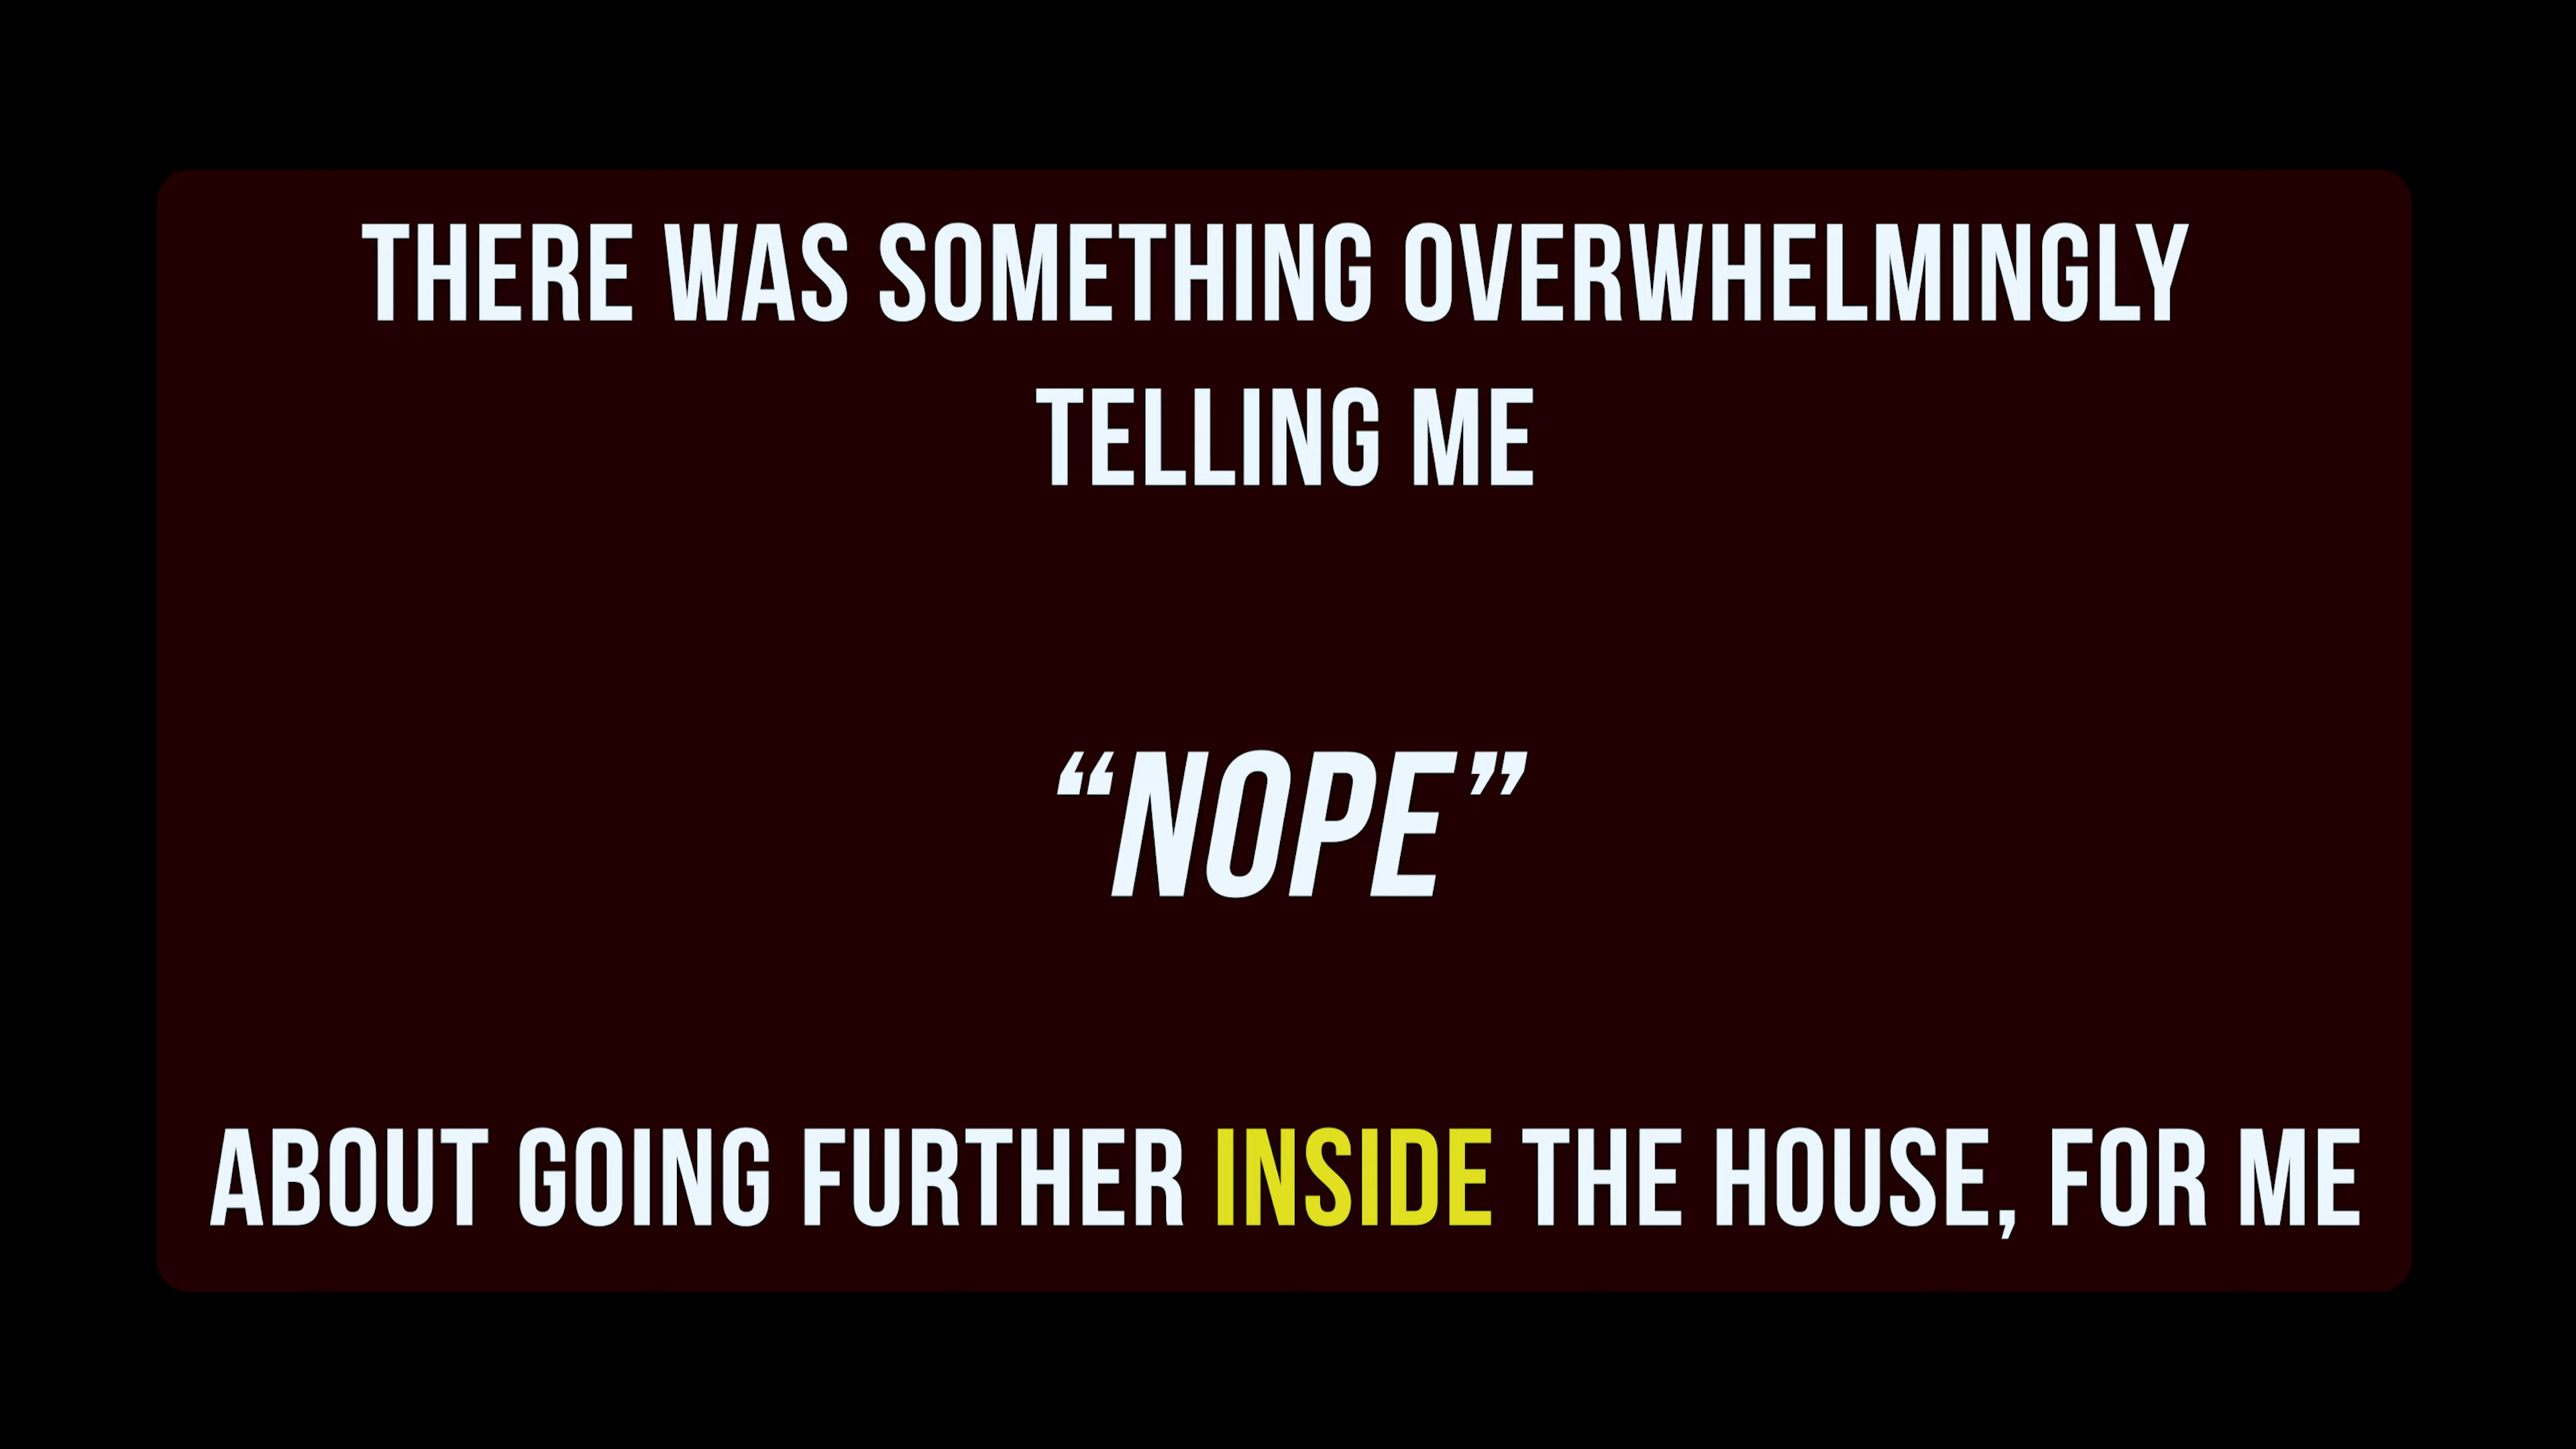 THERE WAS SOMETHING OVERWHELMINGLY
TELLING ME
“NOPE”
ABOUT GOING FURTHER INSIDE THE HOUSE, FOR ME